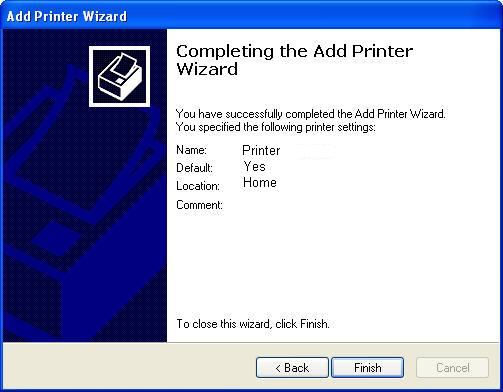 Add Printer Wizard
Completing the Add Printer
Wizard
You have successfully completed the Add Printer Wizard.
You specified the following printer settings:
Name: Printer
Default: Yes
Location: Home
Comment:
To close this wizard, click Finish.
< Back Finish Cancel